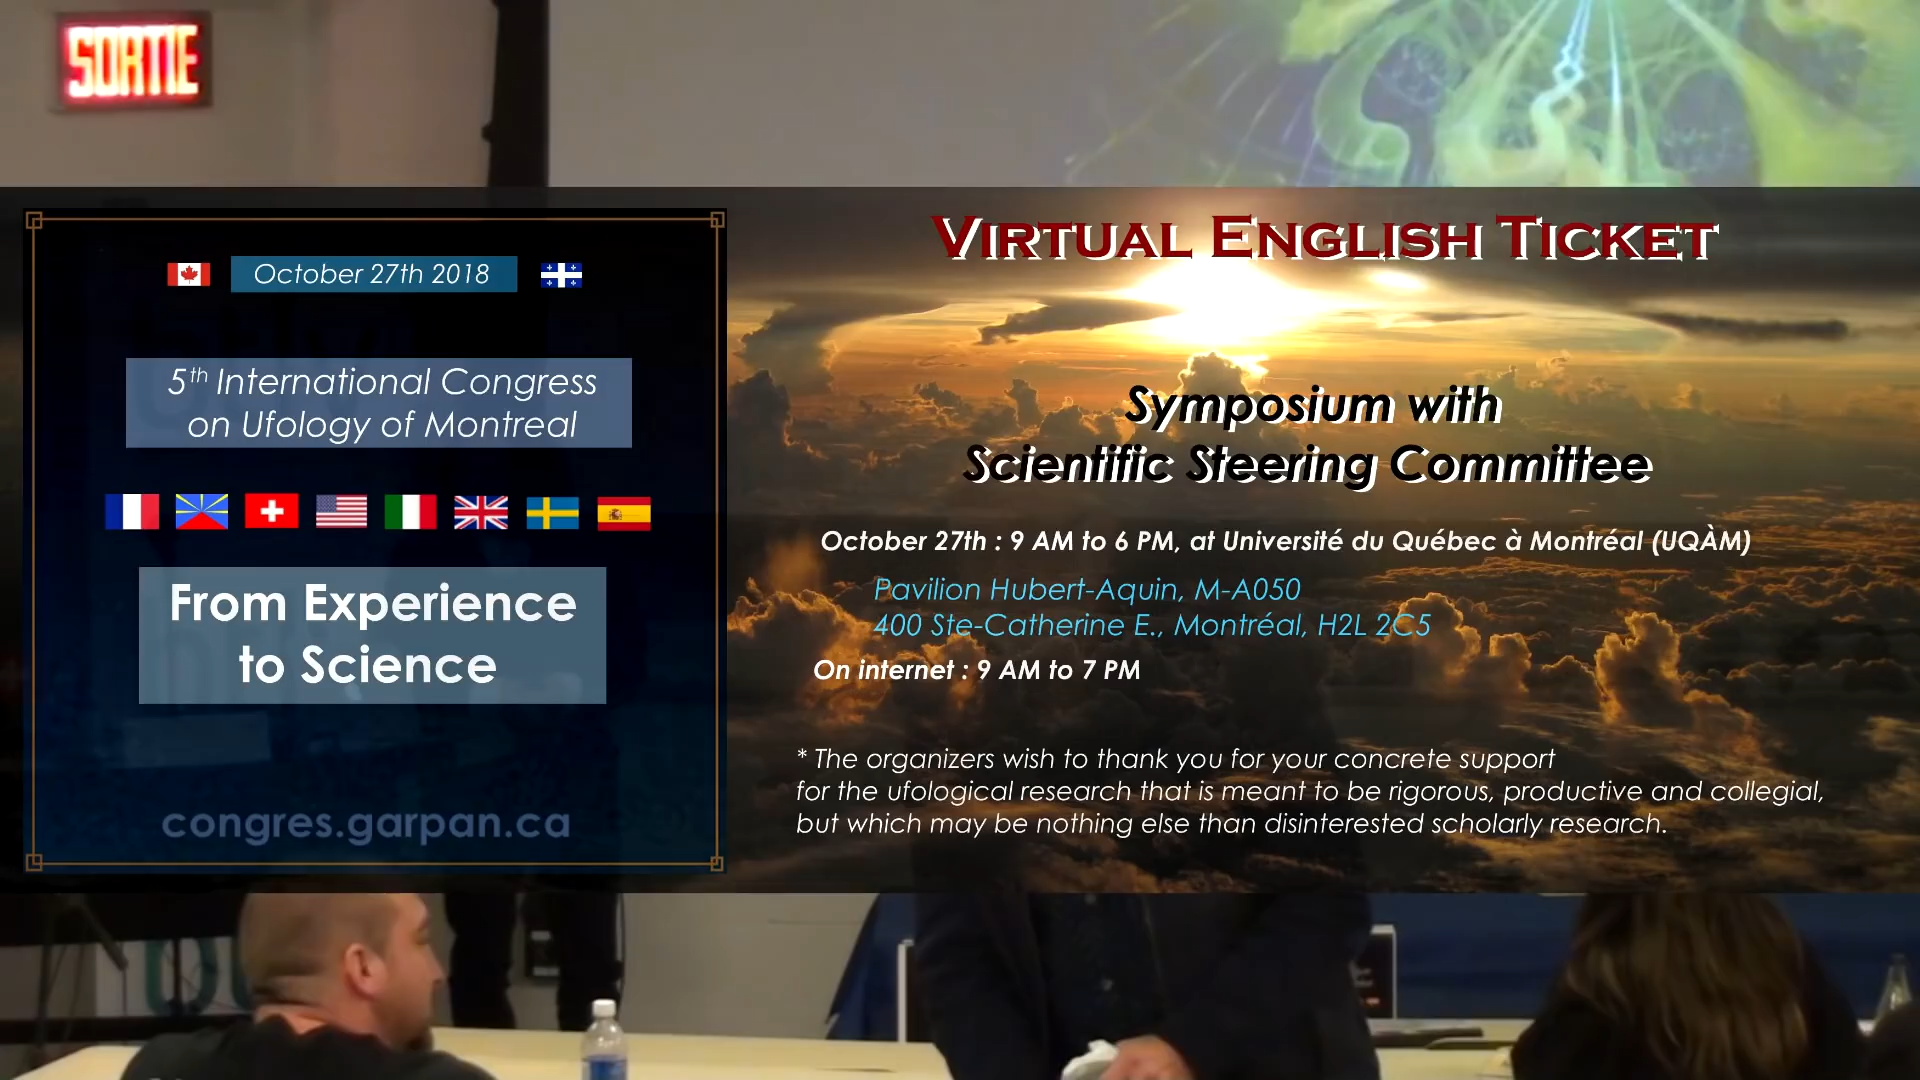 SORTIE
VIRTUAL ENGLISH TICKET
October 27th 2018
5th International Congress
on Ufology of Montreal
From Experience
to Science
congres.garpan.ca
Symposium with
Scientific Steering Committee
October 27th : 9 AM to 6 PM, at Université du Québec à Montréal (UQÀM)
Pavilion Hubert-Aquin, M-A050
400 Ste-Catherine E., Montréal, H2L 2C5
On internet : 9 AM to 7 PM
* The organizers wish to thank you for your concrete support
for the ufological research that is meant to be rigorous, productive and collegial,
but which may be nothing else than disinterested scholarly research.